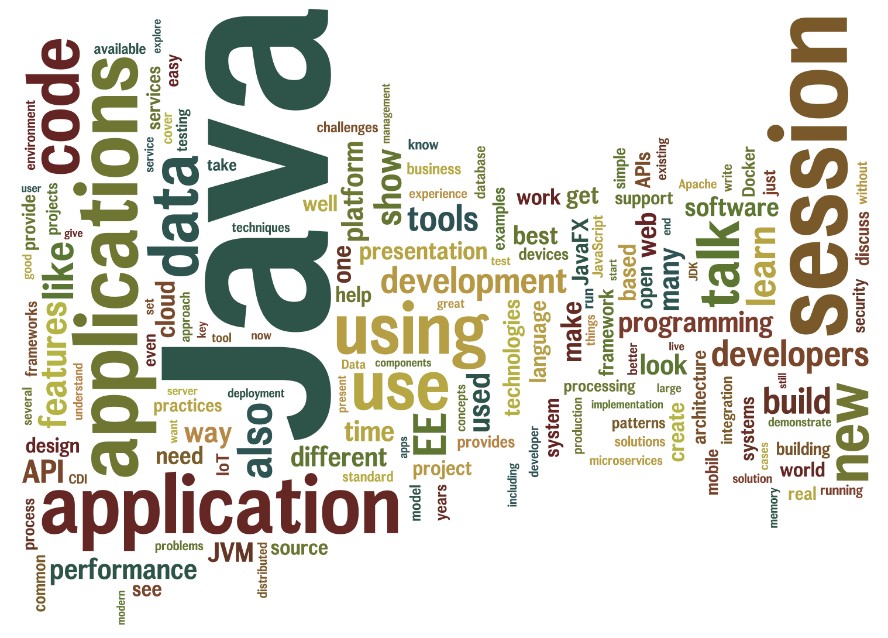 Java
session
application
applications
code
data
using
use
talk
new
developers
development
programming
build
also
tools
show
EE
like
features
available
explore
easy
services
service
cover
testing
environment
user
provide
projects
give
good
take
techniques
challenges
management
know
platform
business
experience
database
well
one
presentation
test
examples
help
great
work
get
best
devices
JavaFX
JavaScript
simple
APIs
existing
support
Apache
write
Docker
just
software
without
discuss
security
based
web
end
open
many
JDK
learn
start
run
things
make
framework
technologies
language
frameworks
even
set
cloud
approach
key
tool
now
several
understand
server
practices
want
way
need
IoT
deployment
different
Data
components
present
time
concepts
used
apps
provides
project
standard
model
years
including
developer
system
processing
production
implementation
patterns
solutions
microservices
better
look
live
large
create
architecture
integration
systems
mobile
still
demonstrate
cases
building
world
solution
memory
real
running
design
API
CDI
process
common
performance
modern
see
problems
JVM
distributed
source